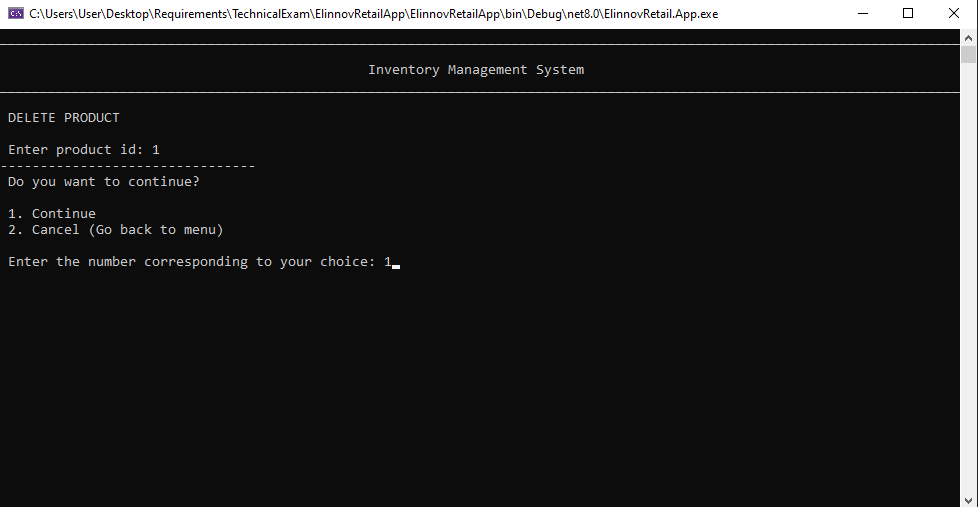 C:\Users\User\Desktop\Requirements\TechnicalExam\ElinnovRetailApp\ElinnovRetailApp\bin\Debug\net8.0\ElinnovRetail.App.exe
Inventory Management System
DELETE PRODUCT
Enter product id: 1
--------------------------------
Do you want to continue?
1. Continue
2. Cancel (Go back to menu)
Enter the number corresponding to your choice: 1